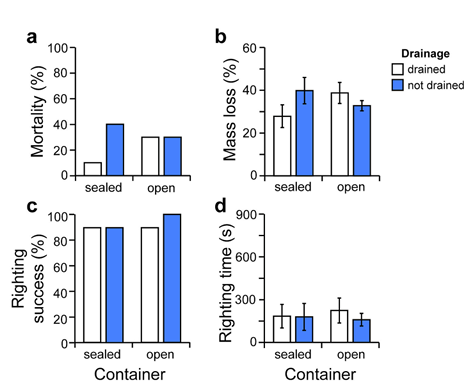 a
Mortality (%)
100
80
60
40
20
0
sealed open
b
Mass loss (%)
60
40
20
0
sealed open
Drainage
drained
not drained
c
Righting
success (%)
100
80
60
40
20
0
sealed open
Container
d
Righting time (s)
900
600
300
0
sealed open
Container